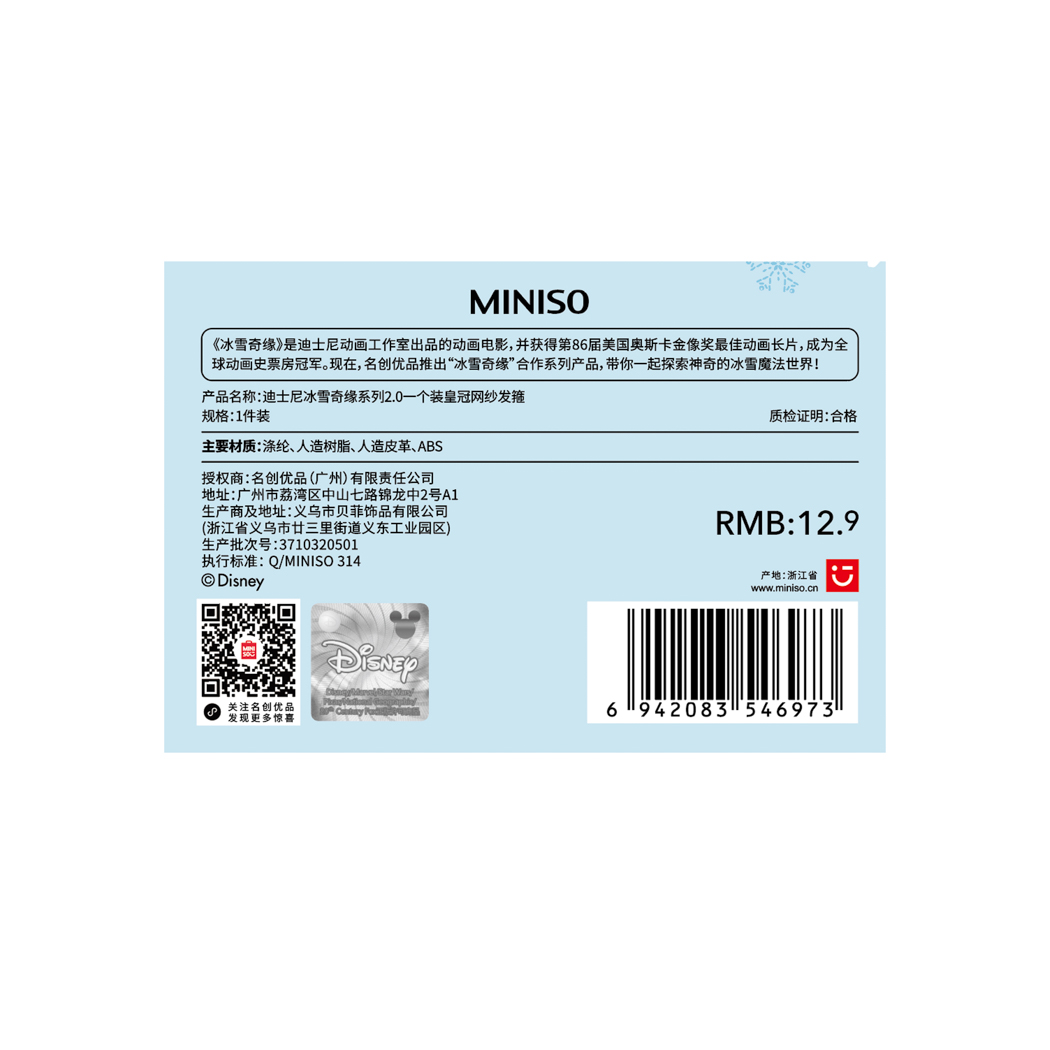 MINISO
《冰雪奇缘》是迪士尼动画工作室出品的动画电影，并获得第86届美国奥斯卡金像奖最佳动画长片，成为全
球动画史票房冠军。现在，名创优品推出“冰雪奇缘”合作系列产品，带你一起探索神奇的冰雪魔法世界！
产品名称：迪士尼冰雪奇缘系列2.0一个装皇冠网纱发箍
规格：1件装
质检证明：合格
主要材质：涤纶、人造树脂、人造皮革、ABS
授权商：名创优品（广州）有限责任公司
地址：广州市荔湾区中山七路锦龙中2号A1
生产商及地址：义乌市贝菲饰品有限公司
(浙江省义乌市廿三里街道义东工业园区)
生产批次号：3710320501
执行标准： Q/MINISO 314
©Disney
RMB:12.9
产地：浙江省
www.miniso.cn
MINI
SO
关注名创优品
发现更多惊喜
Disney
Disney/Marvel/Star Wars/
6 942083 546973